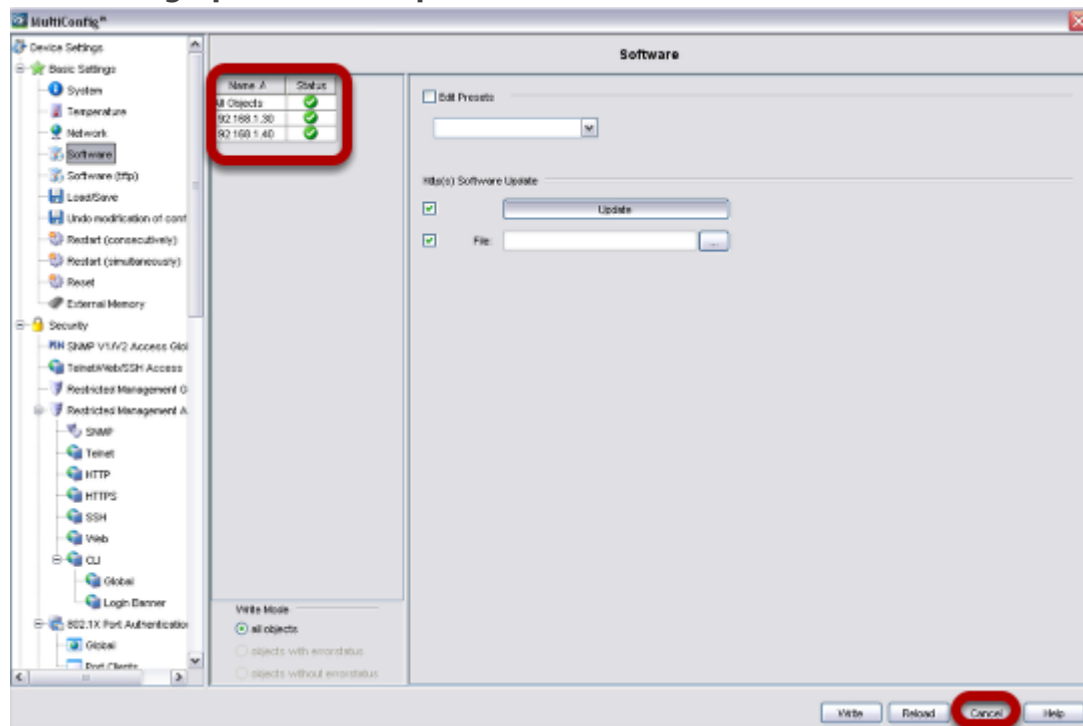 MultiConfig™
Device Settings
Basic Settings
System
Temperature
Network
Software
Software (tftp)
Load/Save
Undo modification of conf
Restart (consecutively)
Restart (simultaneously)
Reset
External Memory
Security
SNMP V1/V2 Access Glo
Telnet/Web/SSH Access
Restricted Management G
Restricted Management A
SNMP
Telnet
HTTP
HTTPS
SSH
Web
CLI
Global
Login Banner
802.1X Port Authentication
Global
Port Clients
Software
Name Status
All Objects
92.168.1.30
92.168.1.40
Write Mode
all objects
objects with errorstatus
objects without errorstatus
Edit Presets
Http(s) Software Update
Update
File: ...
Write Reload Cancel Help